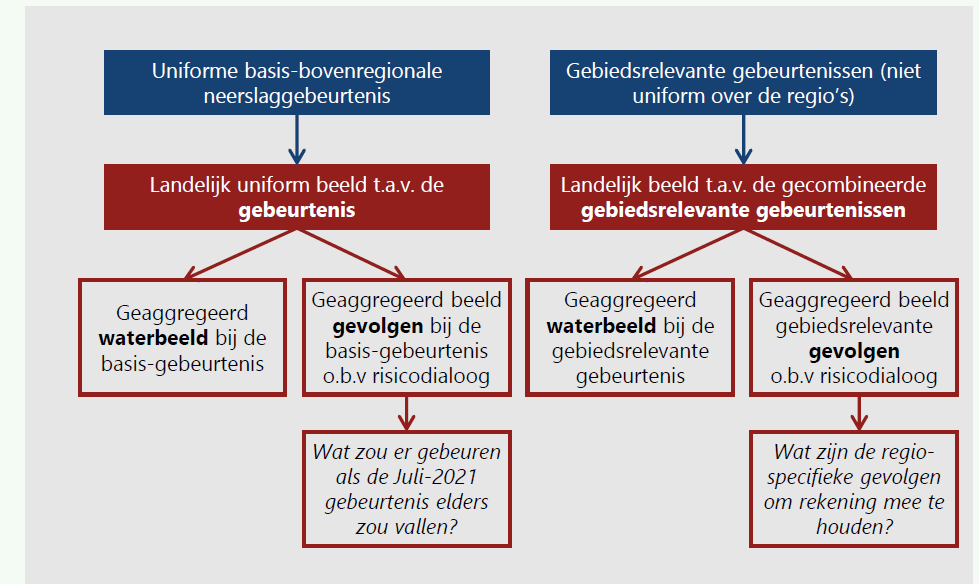 Uniforme basis-bovenregionale
neerslaggebeurtenis
Gebiedsrelevante gebeurtenissen (niet
uniform over de regio's)
Landelijk uniform beeld t.a.v. de
gebeurtenis
Landelijk beeld t.a.v. de gecombineerde
gebiedsrelevante gebeurtenissen
Geaggregeerd
waterbeeld bij de
basis-gebeurtenis
Geaggregeerd beeld
gevolgen bij de
basis-gebeurtenis
o.b.v risicodialoog
Geaggregeerd
waterbeeld bij de
gebiedsrelevante
gebeurtenis
Geaggregeerd beeld
gebiedsrelevante
gevolgen
o.b.v risicodialoog
Wat zou er gebeuren
als de Juli-2021
gebeurtenis elders
zou vallen?
Wat zijn de regio-
specifieke gevolgen
om rekening mee te
houden?